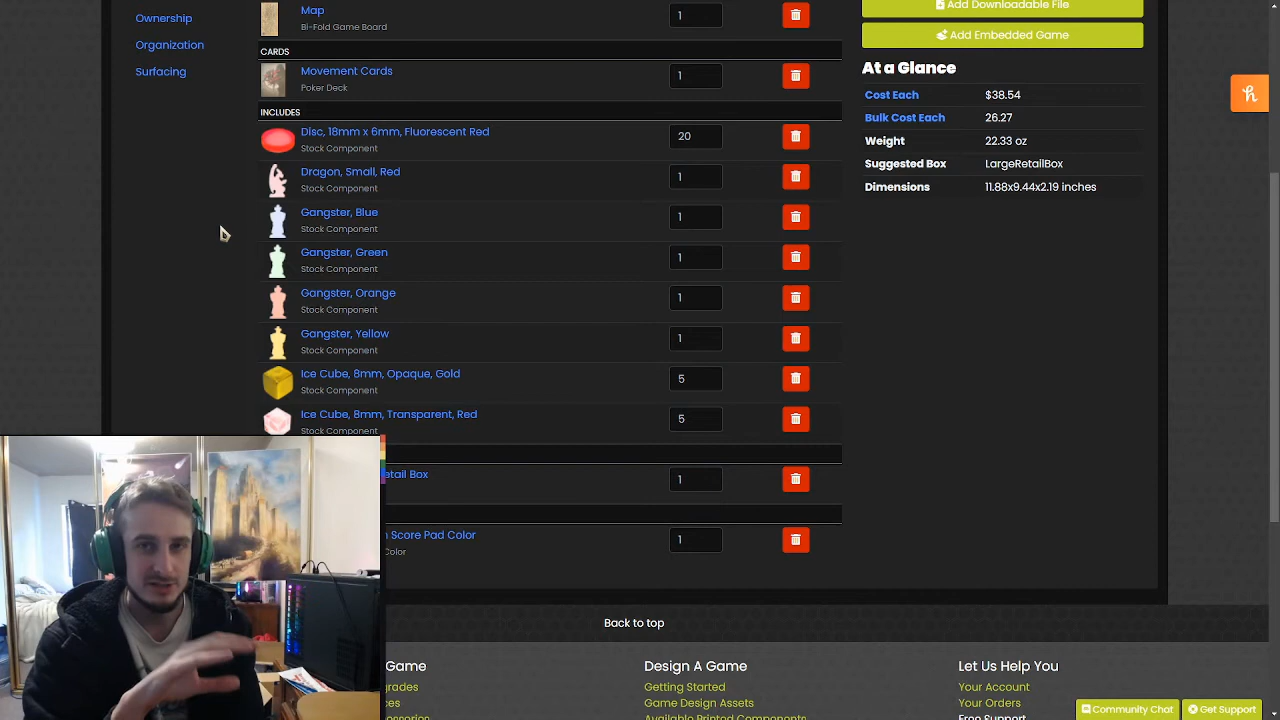 Ownership
Organization
Surfacing
Map
Bi-Fold Game Board
1
CARDS
Movement Cards
Poker Deck
1
INCLUDES
Disc, 18mm x 6mm, Fluorescent Red
Stock Component
20
Dragon, Small, Red
Stock Component
1
Gangster, Blue
Stock Component
1
Gangster, Green
Stock Component
1
Gangster, Orange
Stock Component
1
Gangster, Yellow
Stock Component
1
Ice Cube, 8mm, Opaque, Gold
Stock Component
5
Ice Cube, 8mm, Transparent, Red
Stock Component
5
etail Box
1
Score Pad Color
Color
1
Add Downloadable File
Add Embedded Game
At a Glance
Cost Each $38.54
Bulk Cost Each 26.27
Weight 22.33 oz
Suggested Box LargeRetailBox
Dimensions 11.88x9.44x2.19 inches
h
Back to top
Game
grades
Design A Game
Getting Started
Game Design Assets
Available Printed Components
Let Us Help You
Your Account
Your Orders
Free Support
Community Chat
Get Support